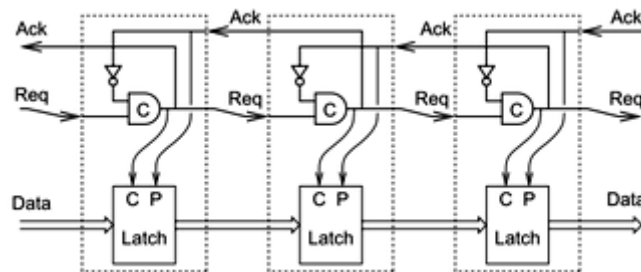 Ack Ack Ack Ack
Req C Req C Req C Req
C P C P C P
Data Latch Latch Latch Data